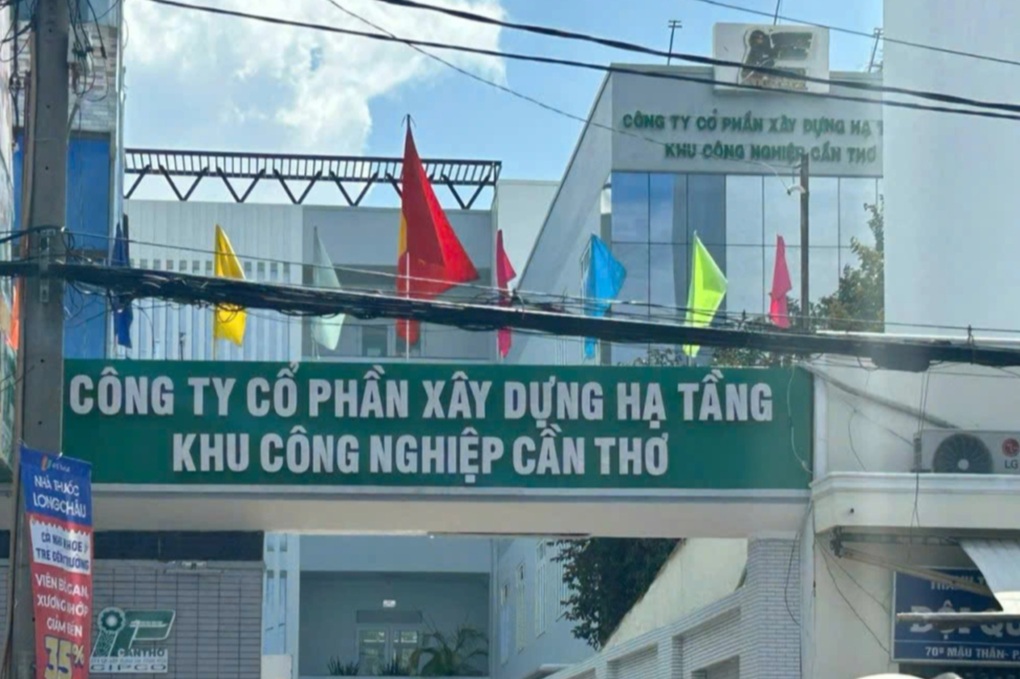 CÔNG TY CỔ PHẦN XÂY DỰNG HẠ T
KHU CÔNG NGHIỆP CẦN THƠ
CÔNG TY CỔ PHẦN XÂY DỰNG HẠ TẦNG
KHU CÔNG NGHIỆP CẦN THƠ
LG
NHÀ THUỐC
LONG CHÂU
VIÊN
XƯƠNG KHỚP
GIẢM ĐẾN
35%
CANTHO
CIPCO
70ª MẬU THÂN - P.